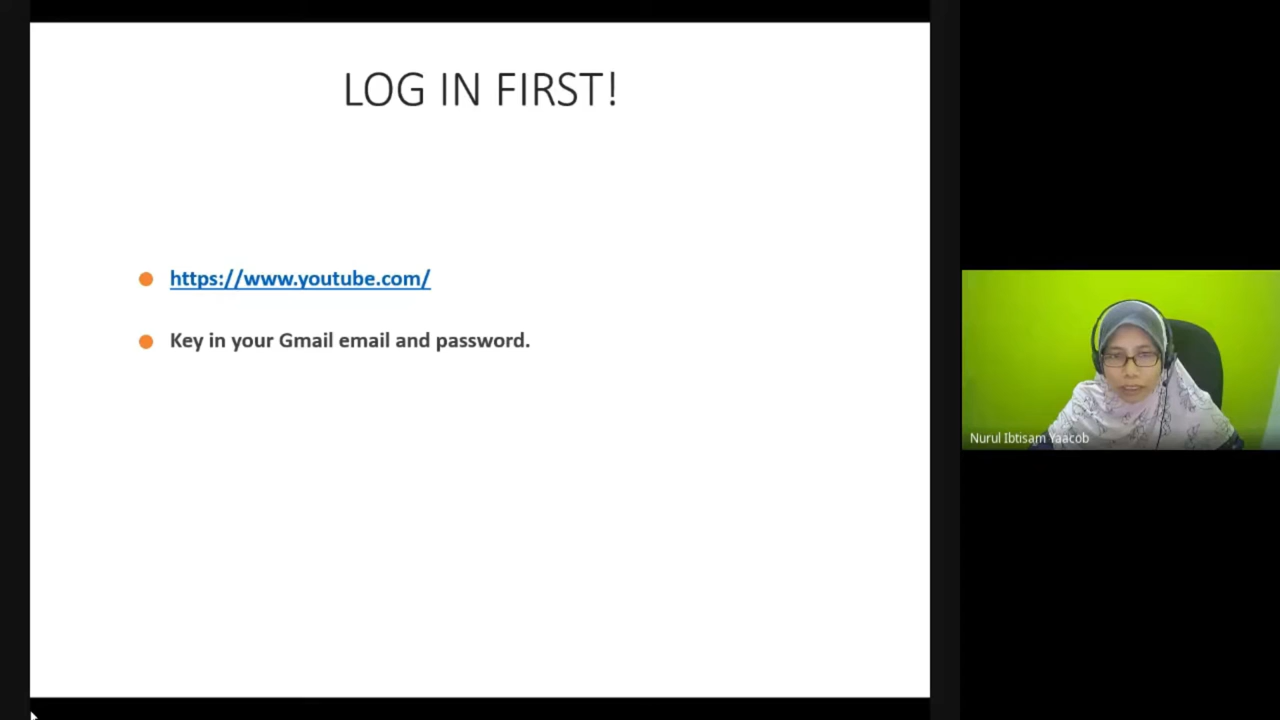 LOG IN FIRST!
https://www.youtube.com/
Key in your Gmail email and password.
Nurul Ibtisam Yaacob